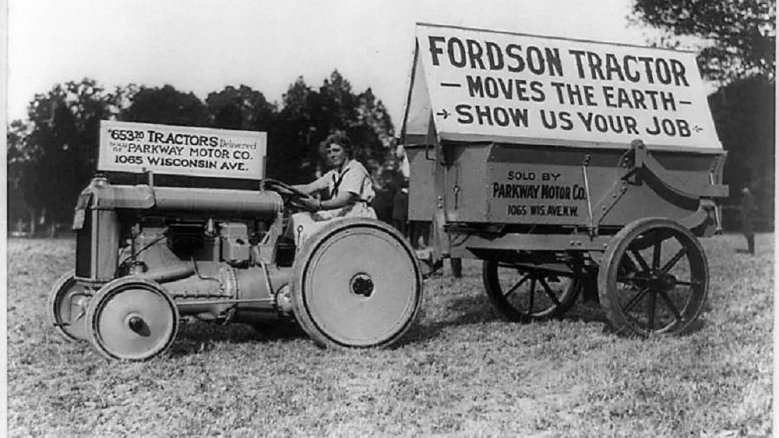 $653.20 TRACTORS Delivered
BY PARKWAY MOTOR CO.
1065 WISCONSIN AVE.
FORDSON TRACTOR
- MOVES THE EARTH -
→ SHOW US YOUR JOB ←
SOLD BY
PARKWAY MOTOR CO.
1065 WIS. AVE. N.W.